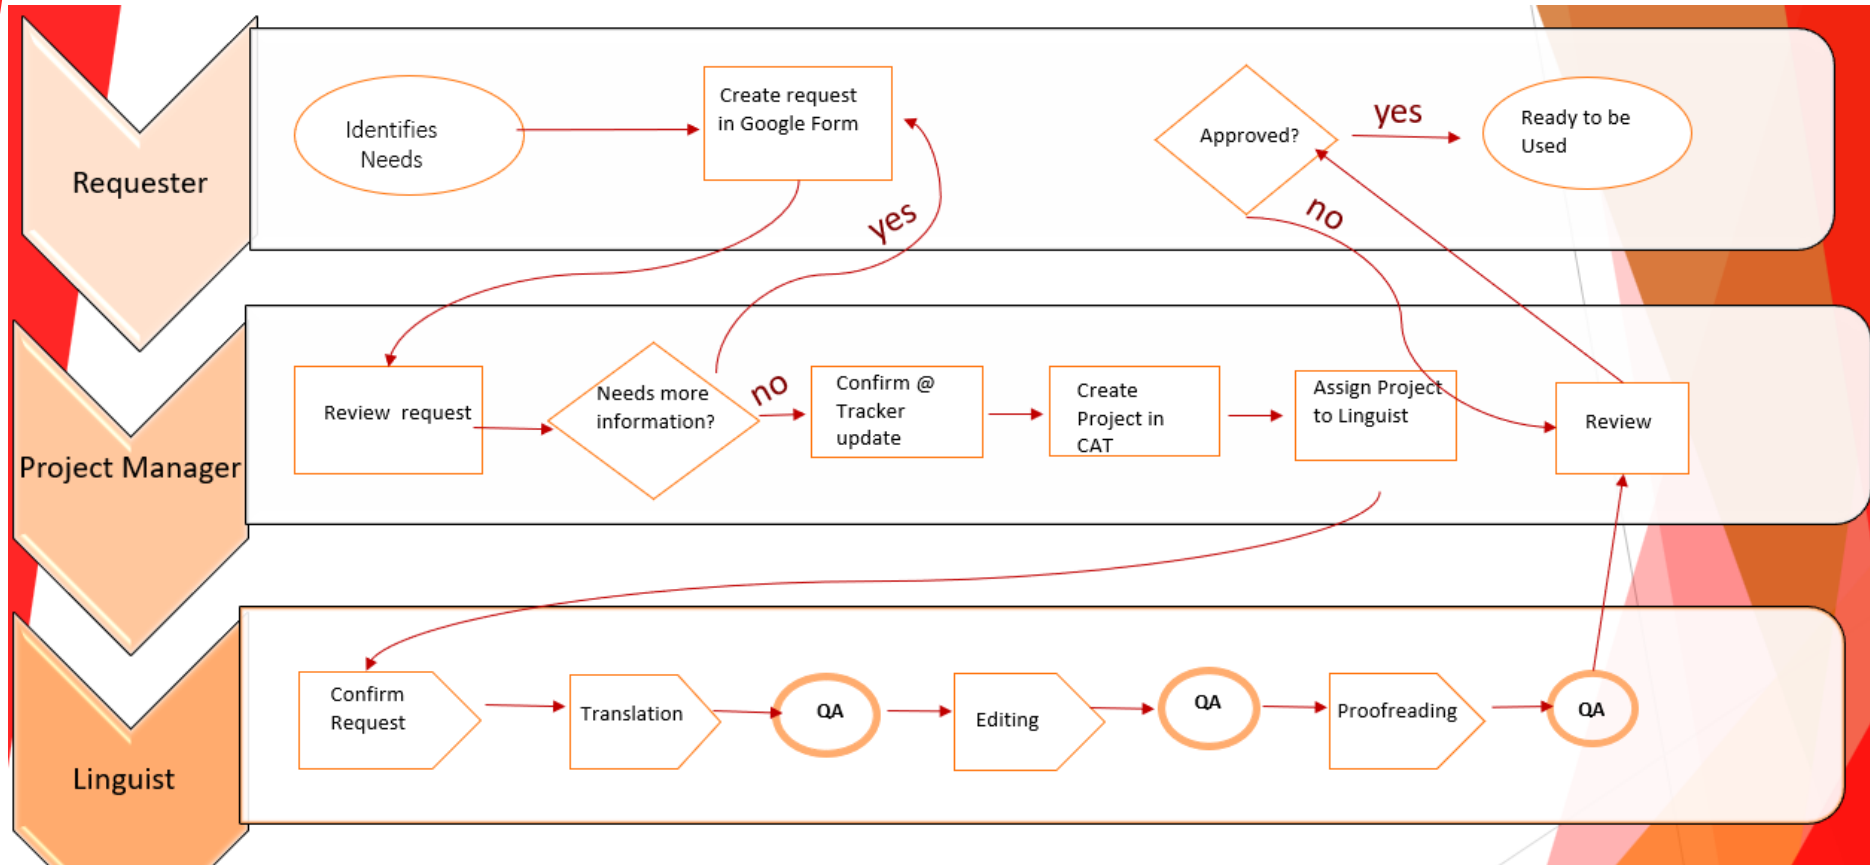 Requester
Identifies
Needs
Create request
in Google Form
yes
Approved?
yes
no
Ready to be
Used
Project Manager
Review request
Needs more
information?
no
Confirm @
Tracker
update
Create
Project in
CAT
Assign Project
to Linguist
Review
Linguist
Confirm
Request
Translation
QA
Editing
QA
Proofreading
QA